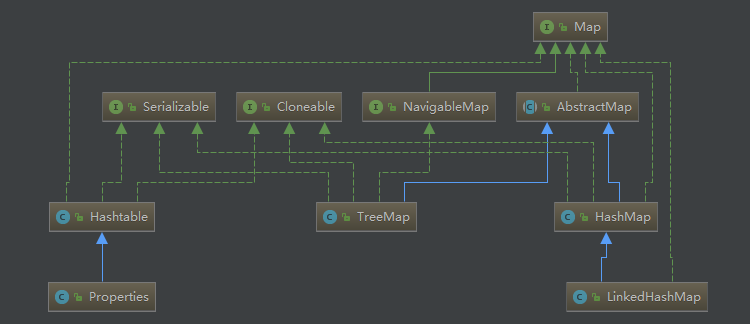 I Map
I Serializable
I Cloneable
I NavigableMap
C AbstractMap
C Hashtable
C TreeMap
C HashMap
C Properties
C LinkedHashMap